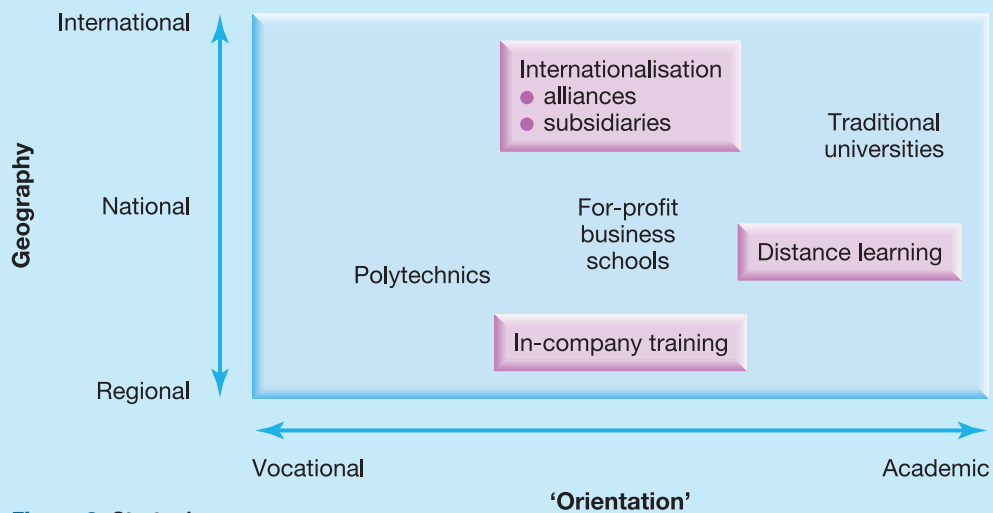 International
Internationalisation
● alliances
● subsidiaries
Traditional
universities
Geography
National
For-profit
business
schools
Distance learning
Polytechnics
In-company training
Regional
Vocational
Academic
'Orientation'